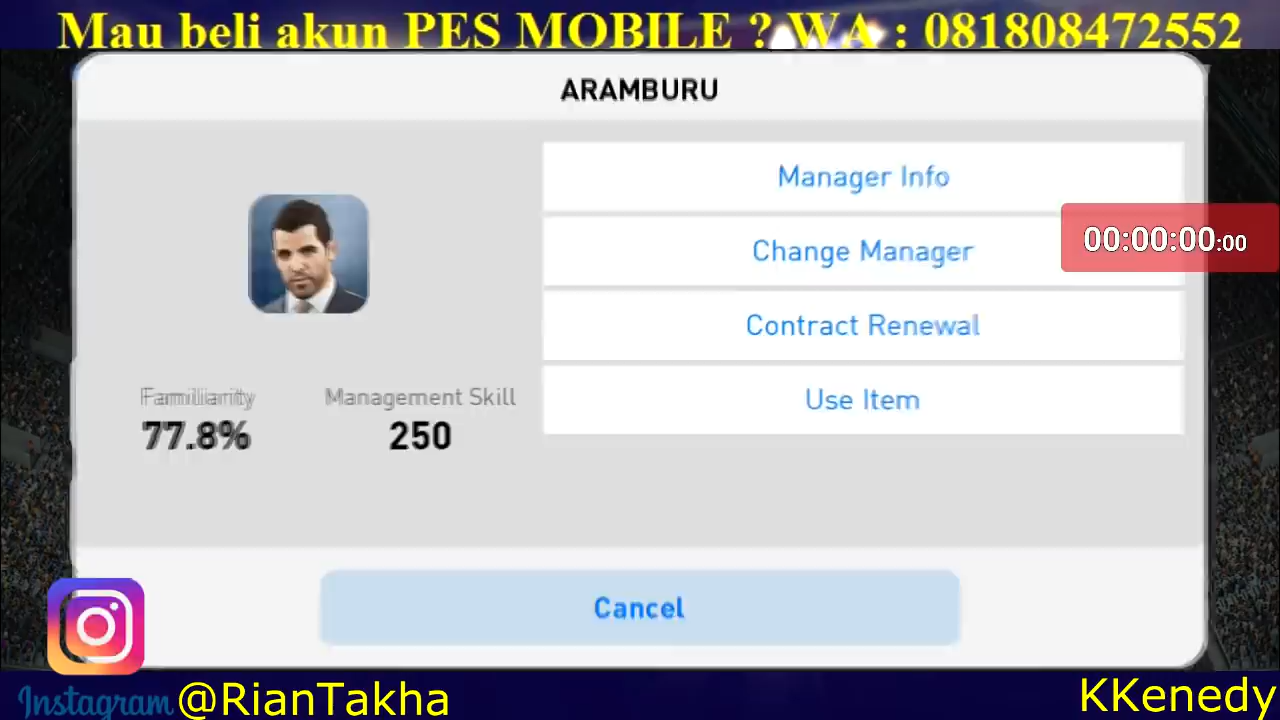 Mau beli akun PES MOBILE ? WA : 081808472552
ARAMBURU
Manager Info
Change Manager
00:00:00:00
Contract Renewal
Use Item
Familiarity
Management Skill
77.8%
250
Cancel
Instagram @RianTakha
KKenedy